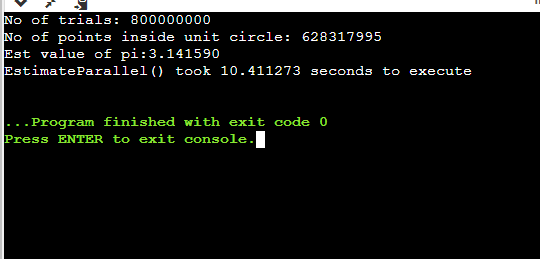 No of trials: 800000000
No of points inside unit circle: 628317995
Est value of pi:3.141590
EstimateParallel() took 10.411273 seconds to execute
...Program finished with exit code 0
Press ENTER to exit console.